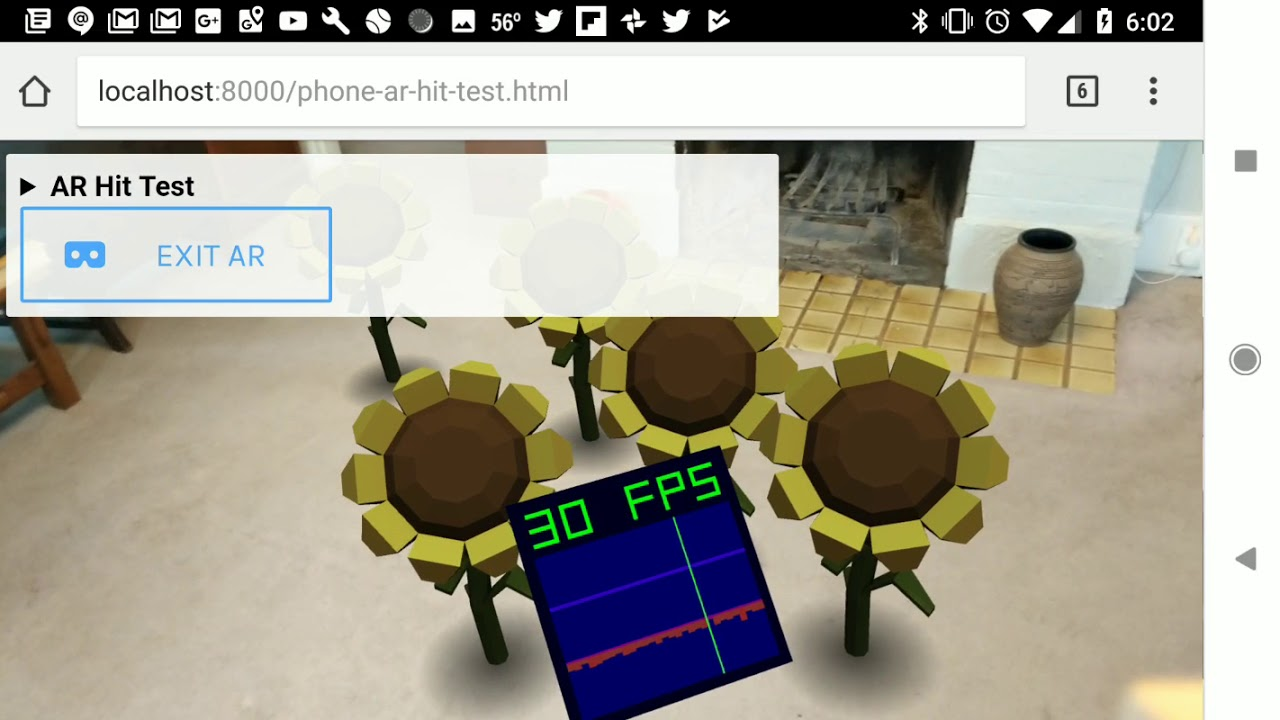 56° 6:02
localhost:8000/phone-ar-hit-test.html 6
▶ AR Hit Test
EXIT AR
30 FPS